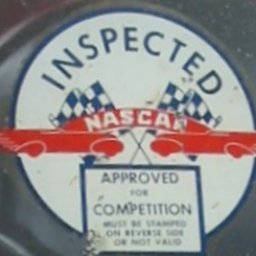 INSPECTED
NASCAR
APPROVED
FOR
COMPETITION
MUST BE STAMPED
ON REVERSE SIDE
OR NOT VALID